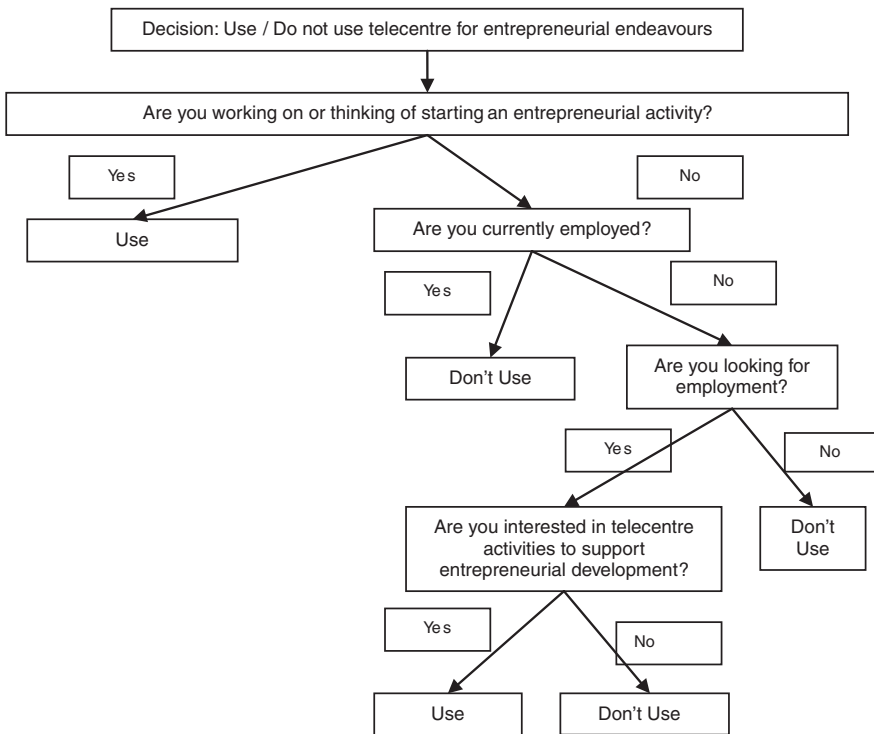 Decision: Use / Do not use telecentre for entrepreneurial endeavours
Are you working on or thinking of starting an entrepreneurial activity?
Yes
No
Use
Are you currently employed?
Yes
No
Don't Use
Are you looking for
employment?
Yes
No
Are you interested in telecentre
activities to support
entrepreneurial development?
Don't
Use
Yes
No
Use
Don't Use